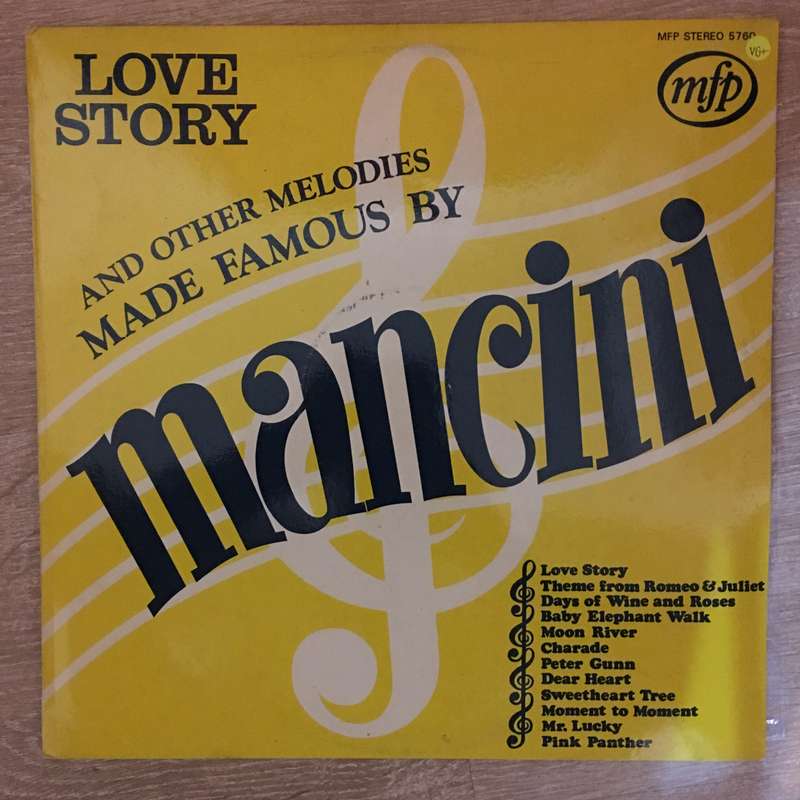 MFP STEREO 5760
VG+
mfp
LOVE
STORY
AND OTHER MELODIES
MADE FAMOUS BY
mancini
Love Story
Theme from Romeo & Juliet
Days of Wine and Roses
Baby Elephant Walk
Moon River
Charade
Peter Gunn
Dear Heart
Sweetheart Tree
Moment to Moment
Mr. Lucky
Pink Panther